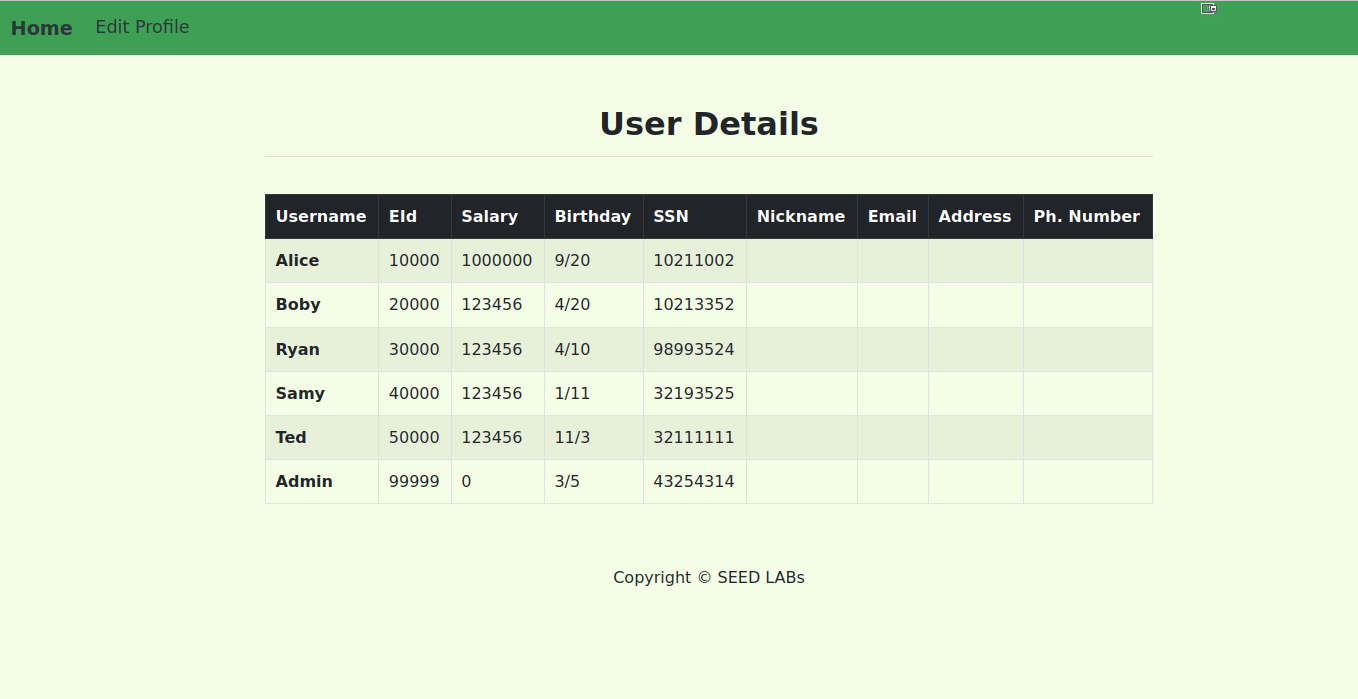 Home Edit Profile
User Details
Username EId Salary Birthday SSN Nickname Email Address Ph. Number
Alice 10000 1000000 9/20 10211002
Boby 20000 123456 4/20 10213352
Ryan 30000 123456 4/10 98993524
Samy 40000 123456 1/11 32193525
Ted 50000 123456 11/3 32111111
Admin 99999 0 3/5 43254314
Copyright © SEED LABs